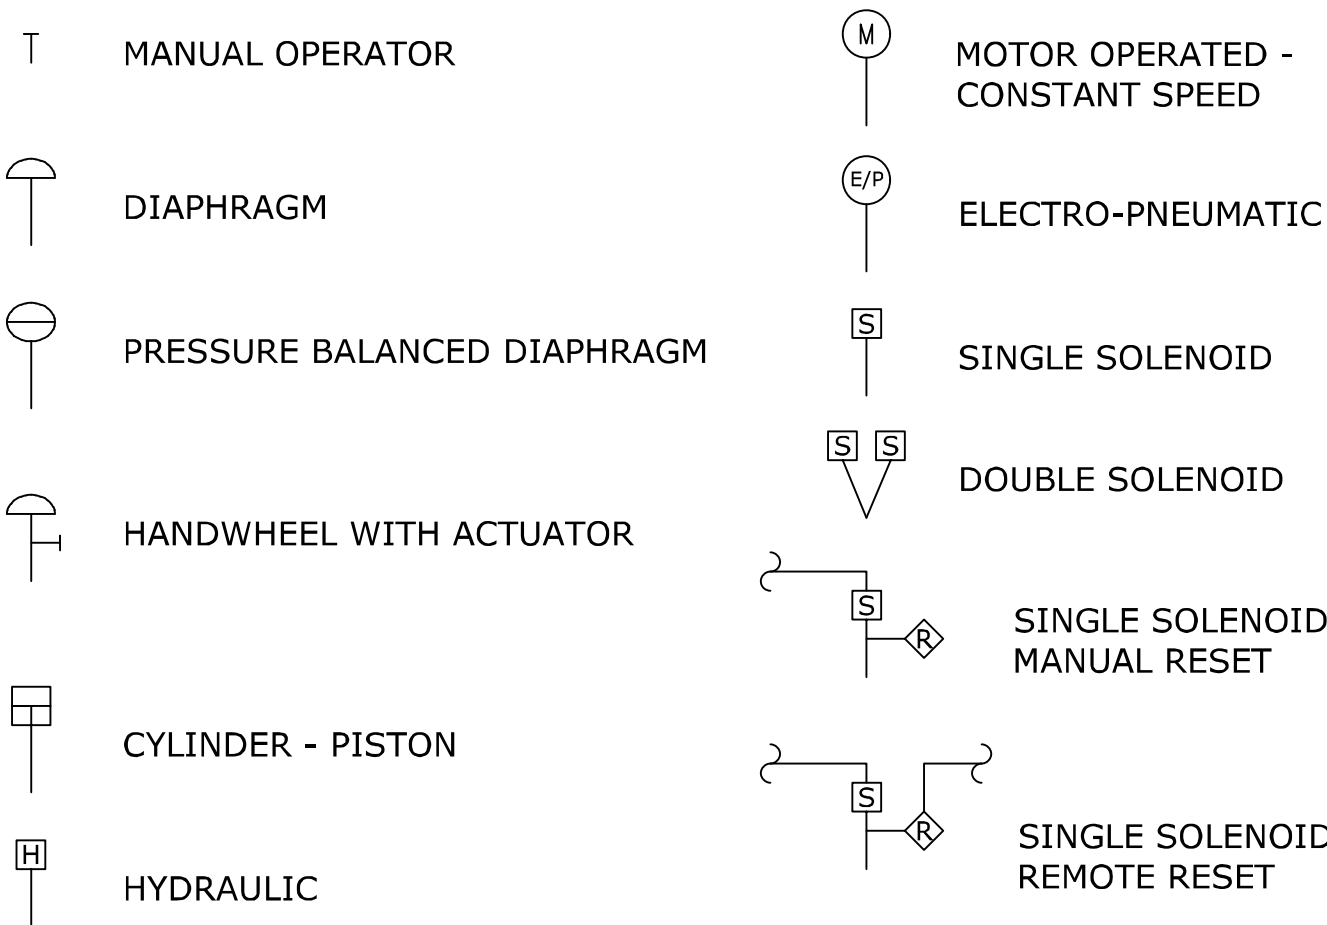 MANUAL OPERATOR
DIAPHRAGM
PRESSURE BALANCED DIAPHRAGM
HANDWHEEL WITH ACTUATOR
CYLINDER - PISTON
H
HYDRAULIC
M
MOTOR OPERATED -
CONSTANT SPEED
E/P
ELECTRO-PNEUMATIC
S
SINGLE SOLENOID
S S
DOUBLE SOLENOID
S
R
SINGLE SOLENOID
MANUAL RESET
S
R
SINGLE SOLENOID
REMOTE RESET